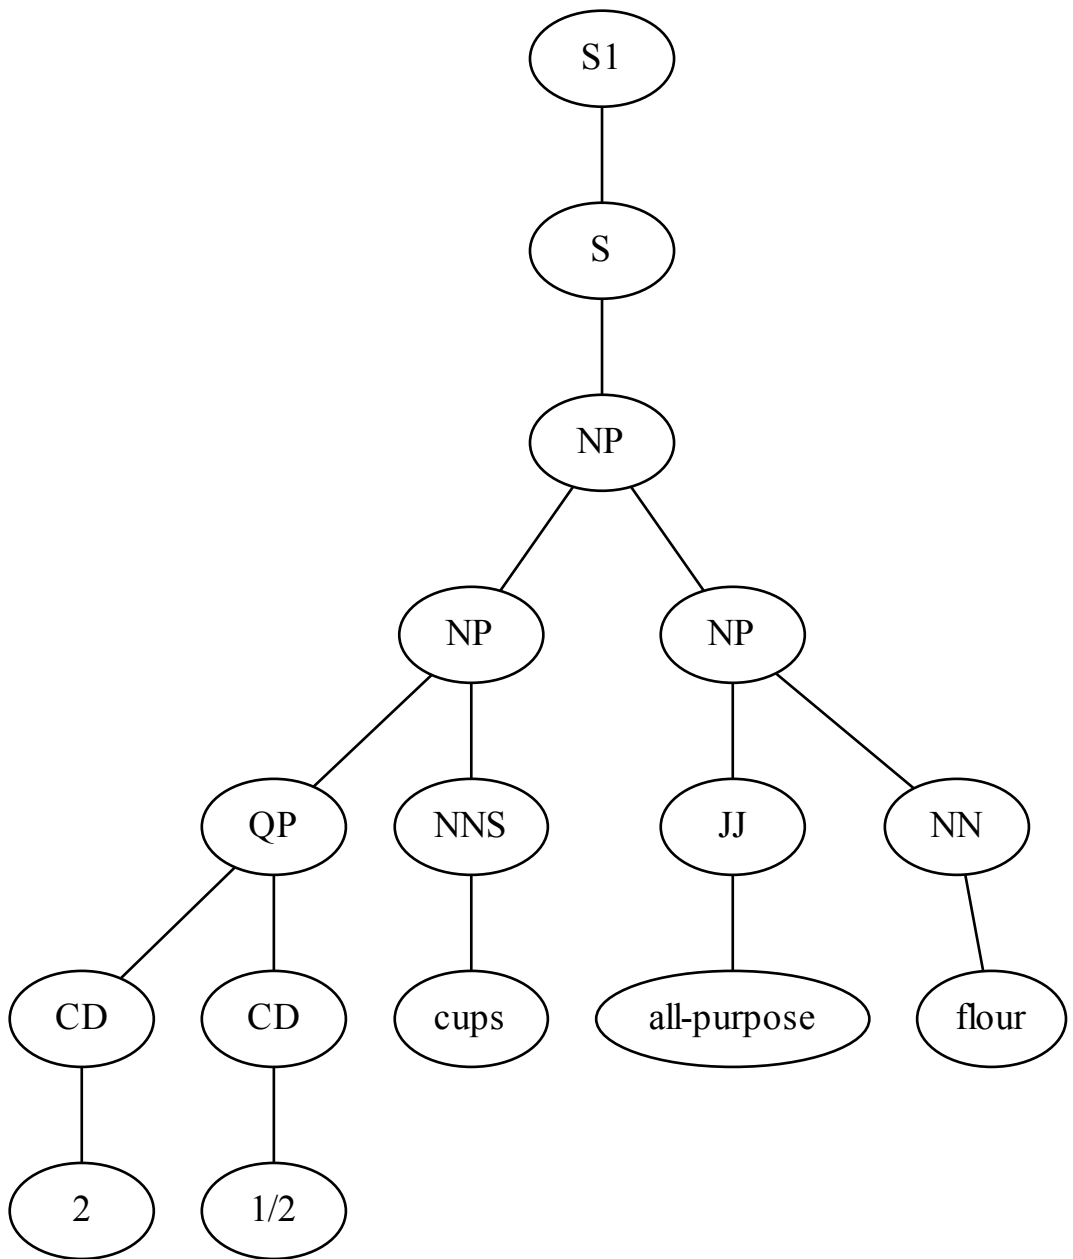 S1
S
NP
NP NP
QP NNS JJ NN
CD CD cups all-purpose flour
2 1/2